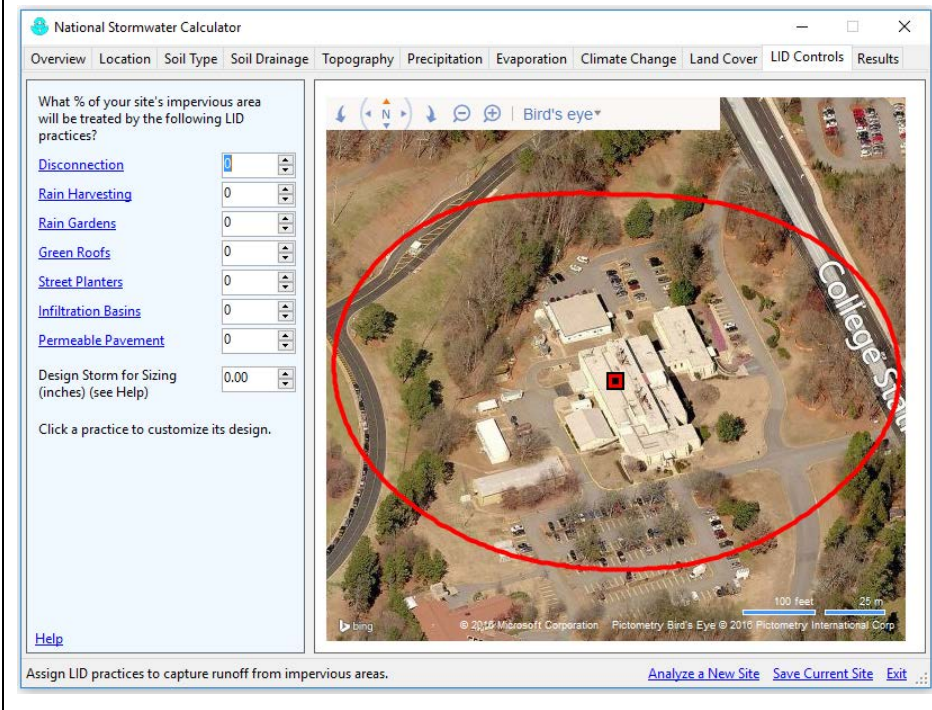 National Stormwater Calculator
Overview Location Soil Type Soil Drainage Topography Precipitation Evaporation Climate Change Land Cover LID Controls Results
What % of your site's impervious area
will be treated by the following LID
practices?
Disconnection 0
Rain Harvesting 0
Rain Gardens 0
Green Roofs 0
Street Planters 0
Infiltration Basins 0
Permeable Pavement 0
Design Storm for Sizing 0.00
(inches) (see Help)
Click a practice to customize its design.
Help
N Bird's eye
College Stati
100 feet 25 m
bing © 2016 Microsoft Corporation Pictometry Bird's Eye © 2016 Pictometry International Corp
Assign LID practices to capture runoff from impervious areas. Analyze a New Site Save Current Site Exit